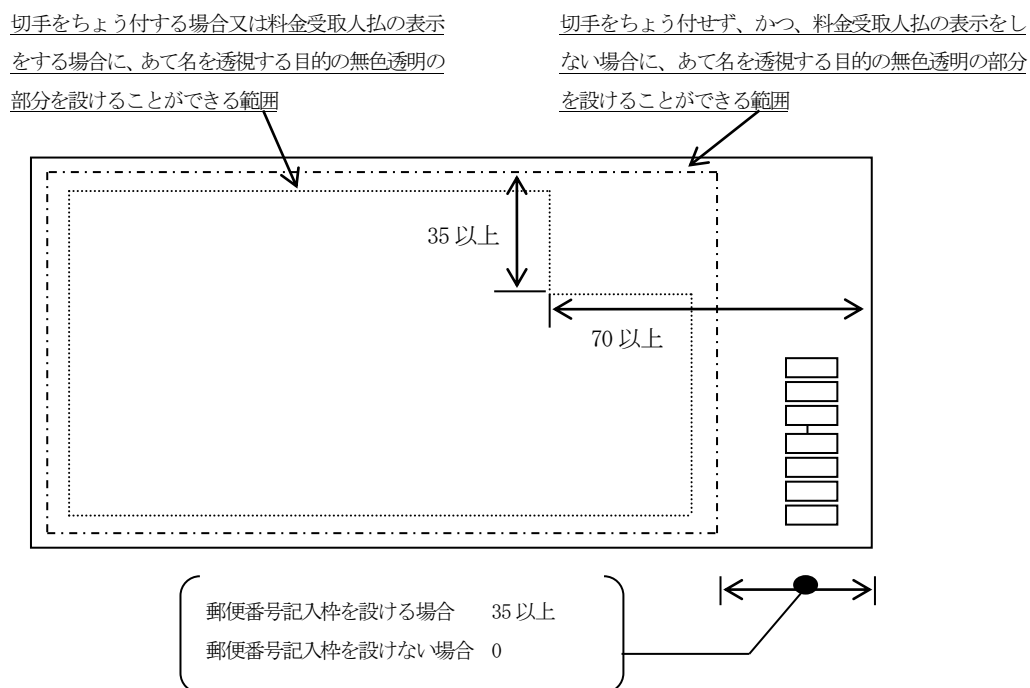 切手をちょう付する場合又は料金受取人払の表示
をする場合に、あて名を透視する目的の無色透明の
部分を設けることができる範囲
切手をちょう付せず、かつ、料金受取人払の表示をし
ない場合に、あて名を透視する目的の無色透明の部分
を設けることができる範囲
35 以上
70 以上
郵便番号記入枠を設ける場合 35 以上
郵便番号記入枠を設けない場合 0